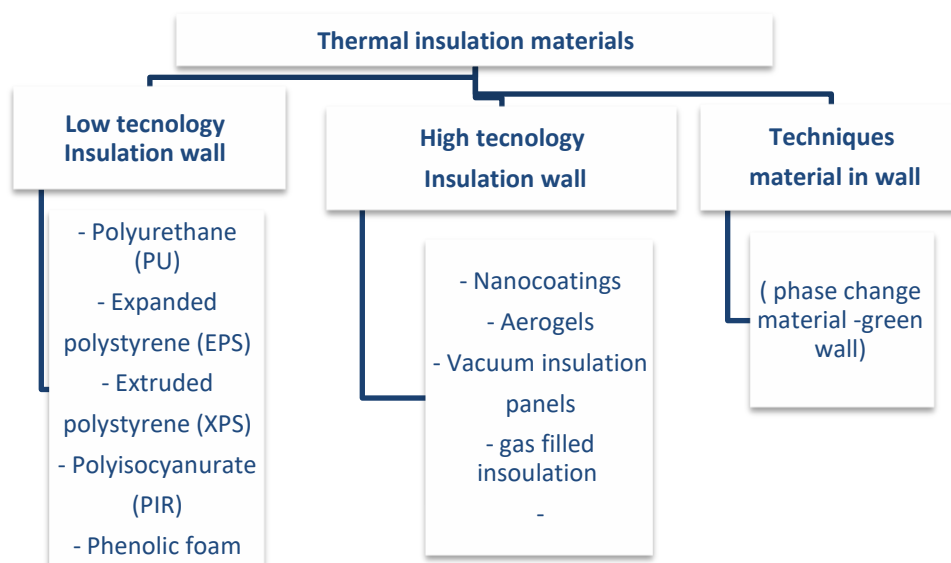 Thermal insulation materials
Low tecnology
Insulation wall
- Polyurethane
(PU)
- Expanded
polystyrene (EPS)
- Extruded
polystyrene (XPS)
- Polyisocyanurate
(PIR)
- Phenolic foam
High tecnology
Insulation wall
- Nanocoatings
- Aerogels
- Vacuum insulation
panels
- gas filled
insoulation
-
Techniques
material in wall
( phase change
material -green
wall)